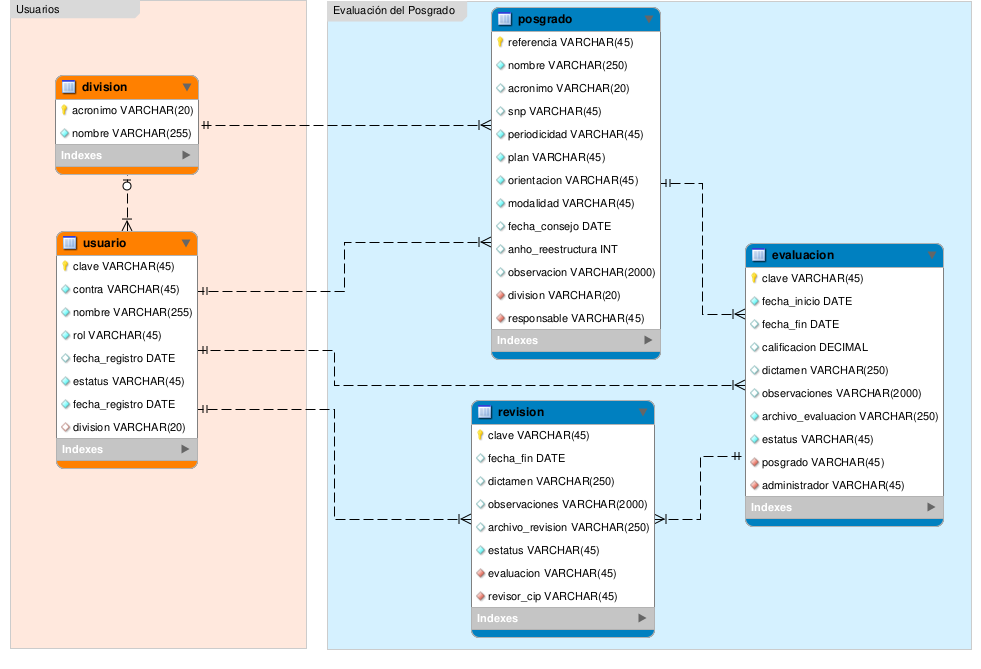 Usuarios
division
acronimo VARCHAR(20)
nombre VARCHAR(255)
Indexes
usuario
clave VARCHAR(45)
contra VARCHAR(45)
nombre VARCHAR(255)
rol VARCHAR(45)
fecha_registro DATE
estatus VARCHAR(45)
fecha_registro DATE
division VARCHAR(20)
Indexes
Evaluación del Posgrado
posgrado
referencia VARCHAR(45)
nombre VARCHAR(250)
acronimo VARCHAR(20)
snp VARCHAR(45)
periodicidad VARCHAR(45)
plan VARCHAR(45)
orientacion VARCHAR(45)
modalidad VARCHAR(45)
fecha_consejo DATE
anho_reestructura INT
observacion VARCHAR(2000)
division VARCHAR(20)
responsable VARCHAR(45)
Indexes
evaluacion
clave VARCHAR(45)
fecha_inicio DATE
fecha_fin DATE
calificacion DECIMAL
dictamen VARCHAR(250)
observaciones VARCHAR(2000)
archivo_evaluacion VARCHAR(250)
estatus VARCHAR(45)
posgrado VARCHAR(45)
administrador VARCHAR(45)
Indexes
revision
clave VARCHAR(45)
fecha_fin DATE
dictamen VARCHAR(250)
observaciones VARCHAR(2000)
archivo_revision VARCHAR(250)
estatus VARCHAR(45)
evaluacion VARCHAR(45)
revisor_cip VARCHAR(45)
Indexes